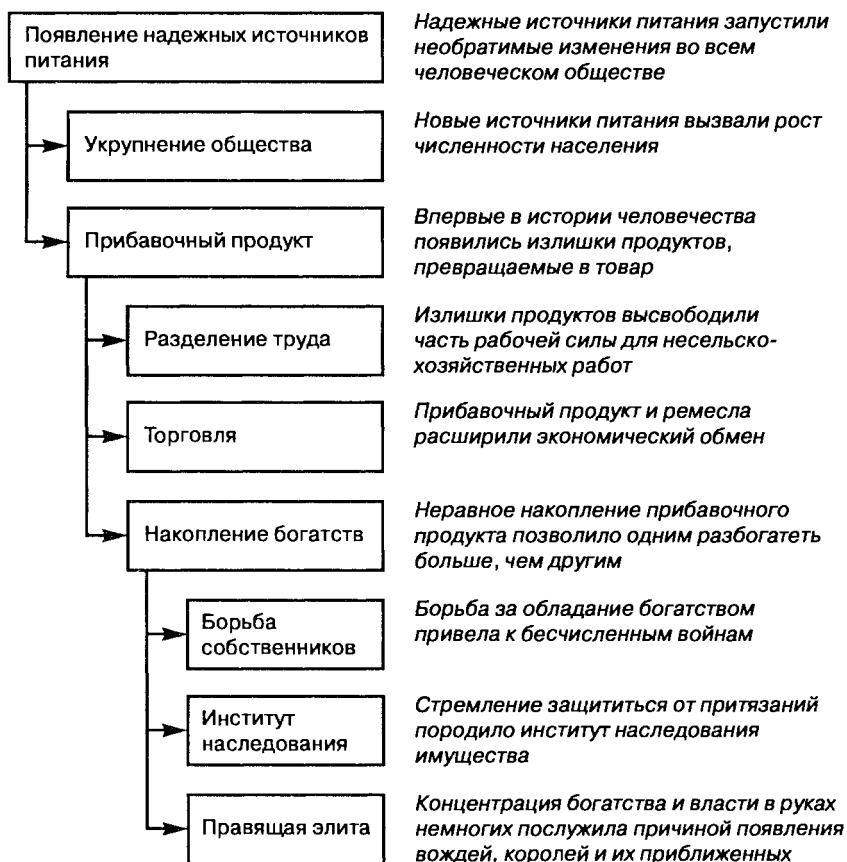 Появление надежных источников
питания
Надежные источники питания запустили
необратимые изменения во всем
человеческом обществе
Укрупнение общества
Новые источники питания вызвали рост
численности населения
Прибавочный продукт
Впервые в истории человечества
появились излишки продуктов,
превращаемые в товар
Разделение труда
Излишки продуктов высвободили
часть рабочей силы для несельско-
хозяйственных работ
Торговля
Прибавочный продукт и ремесла
расширили экономический обмен
Накопление богатств
Неравное накопление прибавочного
продукта позволило одним разбогатеть
больше, чем другим
Борьба
собственников
Борьба за обладание богатством
привела к бесчисленным войнам
Институт
наследования
Стремление защититься от притязаний
породило институт наследования
имущества
Правящая элита
Концентрация богатства и власти в руках
немногих послужила причиной появления
вождей, королей и их приближенных